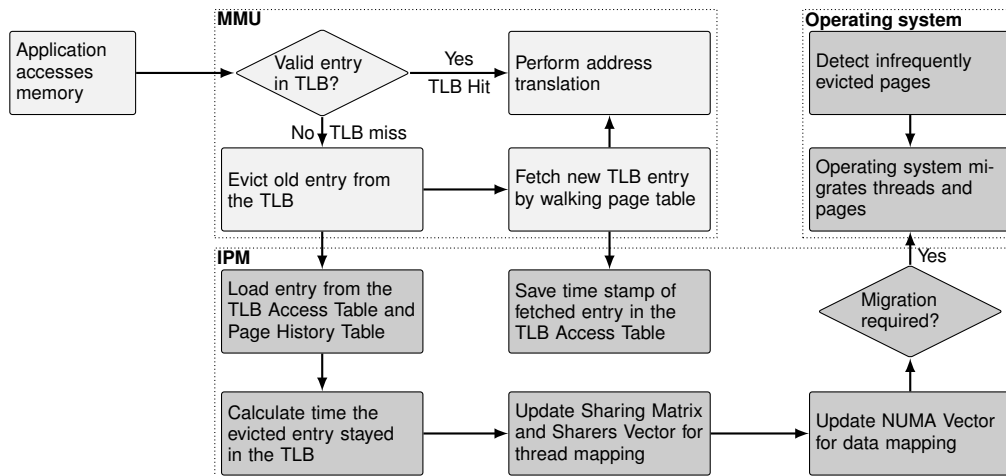 MMU
Operating system
Application
accesses
memory
Valid entry
in TLB?
Yes
TLB Hit
Perform address
translation
Detect infrequently
evicted pages
No TLB miss
Evict old entry from
the TLB
Fetch new TLB entry
by walking page table
Operating system mi-
grates threads and
pages
IPM
Yes
Load entry from the
TLB Access Table and
Page History Table
Save time stamp of
fetched entry in the
TLB Access Table
Migration
required?
Calculate time the
evicted entry stayed
in the TLB
Update Sharing Matrix
and Sharers Vector for
thread mapping
Update NUMA Vector
for data mapping